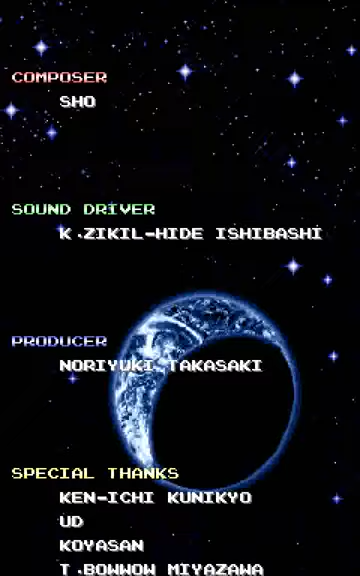 COMPOSER
SHO
SOUND DRIVER
K.ZIKIL-HIDE ISHIBASHI
PRODUCER
NORIYUKI TAKASAKI
SPECIAL THANKS
KEN-ICHI KUNIKYO
UD
KOYASAN
T.BOWWOW MIYAZAWA